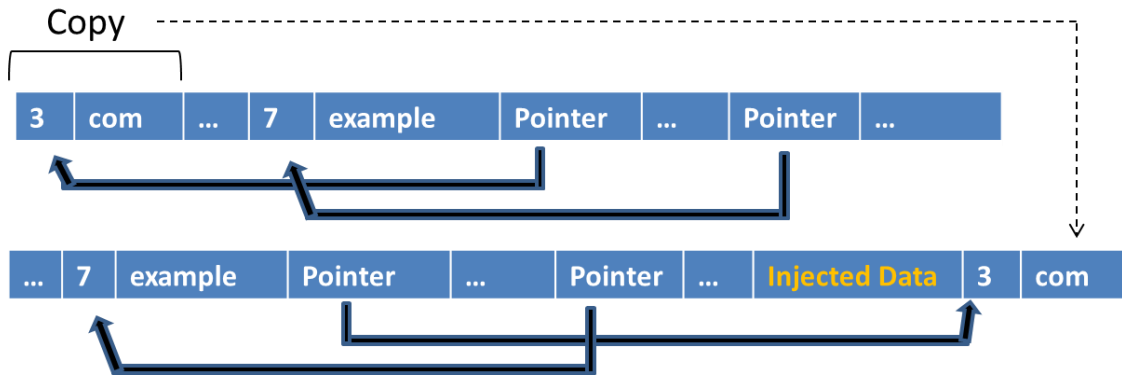 Copy
3 com ... 7 example Pointer ... Pointer ...
... 7 example Pointer ... Pointer ... Injected Data 3 com